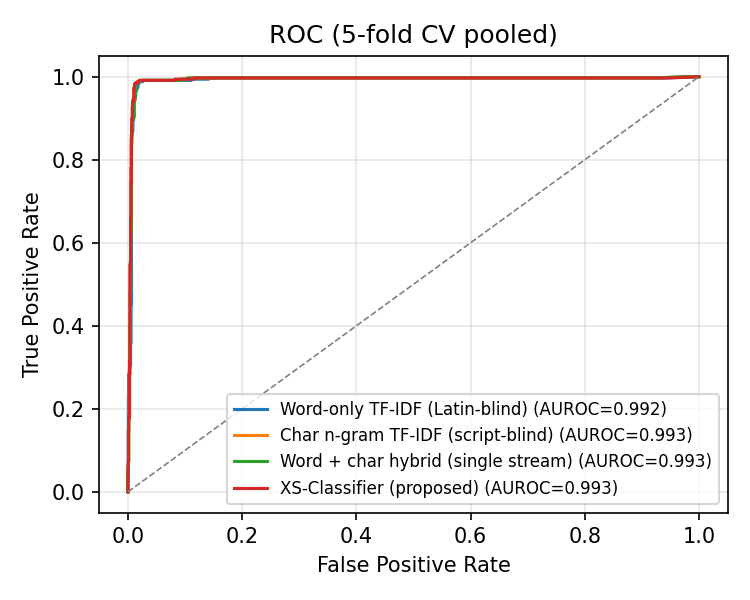 ROC (5-fold CV pooled)
1.0
0.8
0.6
0.4
0.2
0.0
True Positive Rate
Word-only TF-IDF (Latin-blind) (AUROC=0.992)
Char n-gram TF-IDF (script-blind) (AUROC=0.993)
Word + char hybrid (single stream) (AUROC=0.993)
XS-Classifier (proposed) (AUROC=0.993)
0.0 0.2 0.4 0.6 0.8 1.0
False Positive Rate